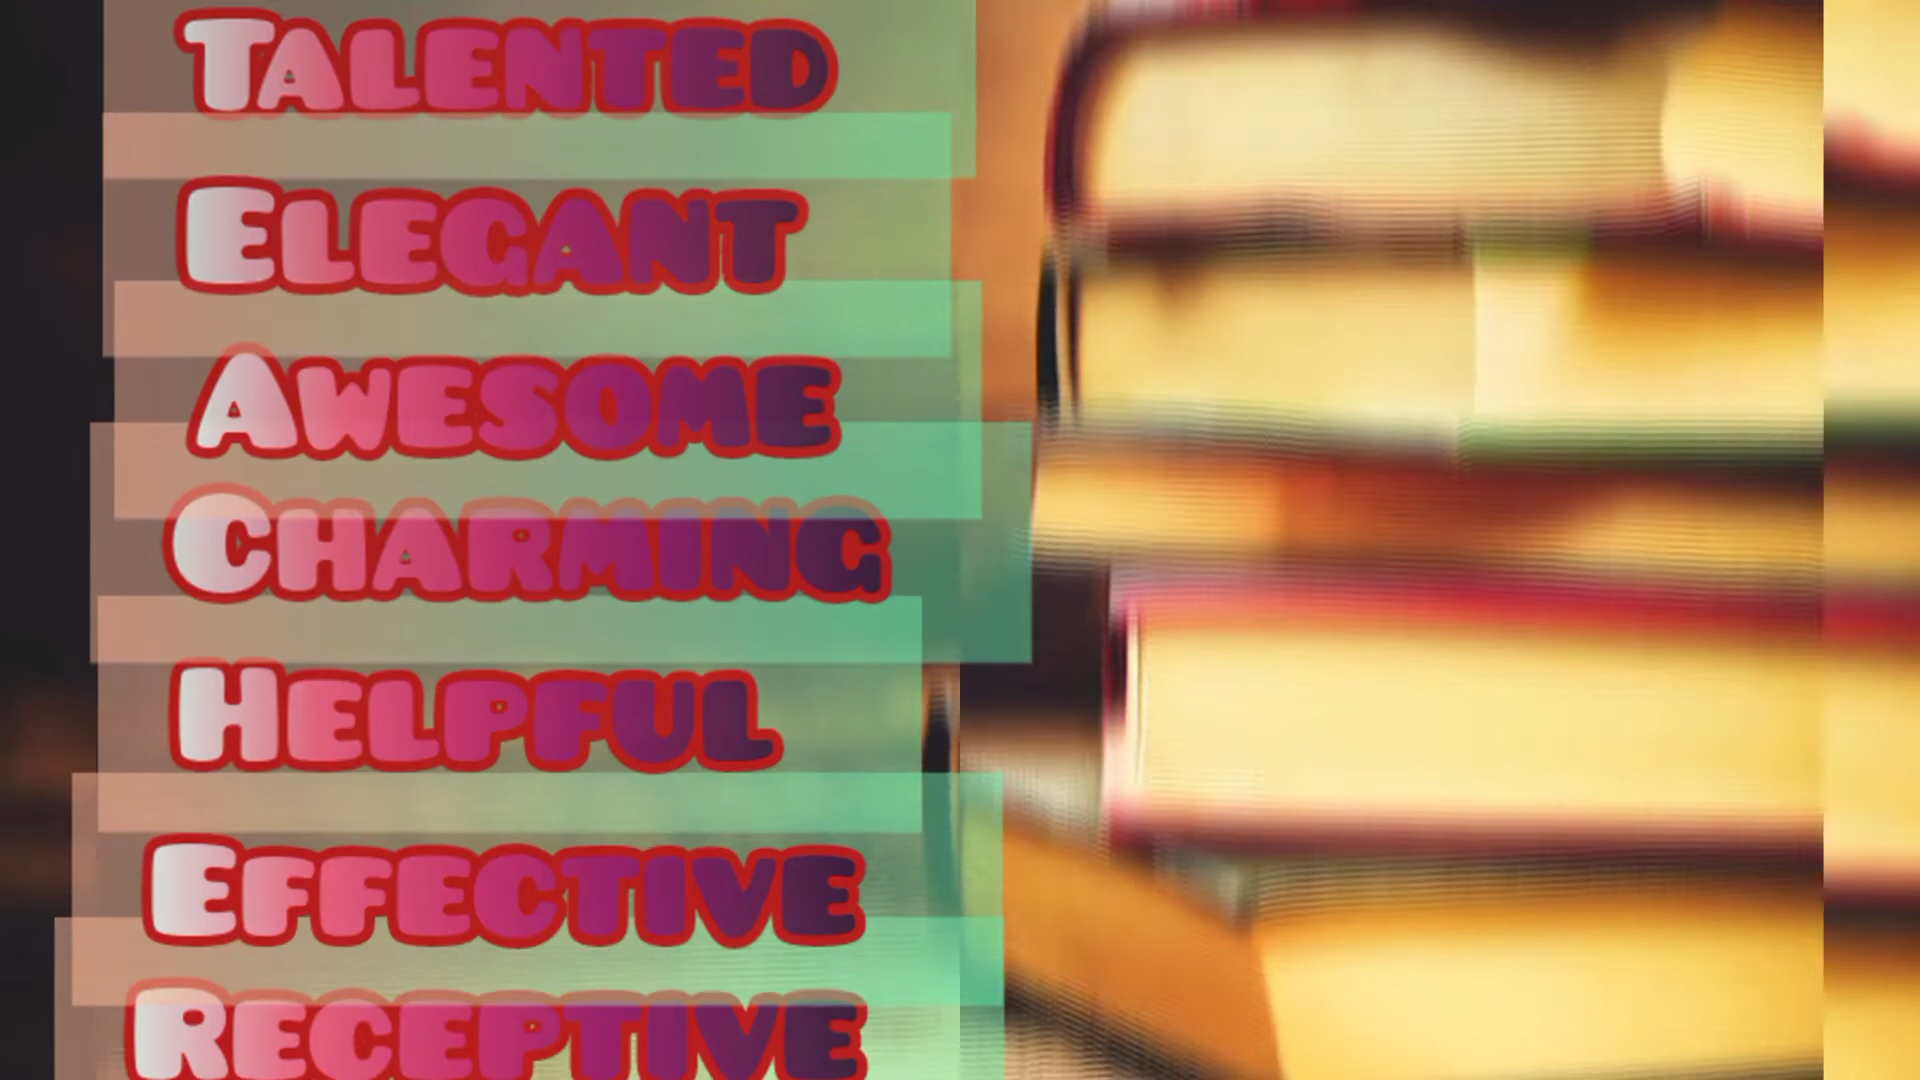 Talented
Elegant
Awesome
Charming
Helpful
Effective
Receptive